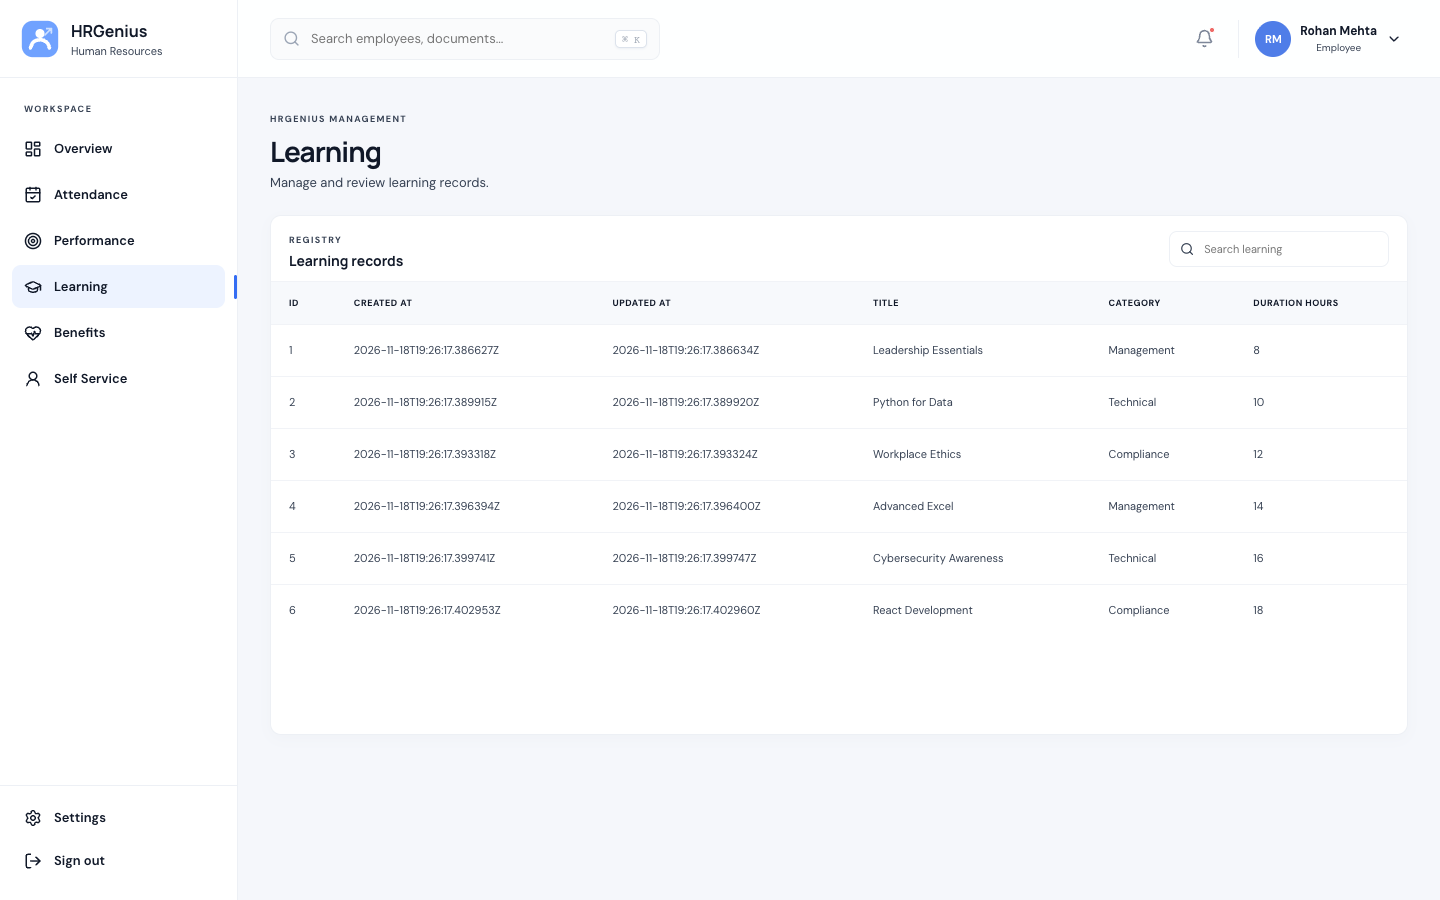 HRGenius
Human Resources
Search employees, documents...
⌘ K
RM
Rohan Mehta
Employee
WORKSPACE
Overview
Attendance
Performance
Learning
Benefits
Self Service
Settings
Sign out
HRGENIUS MANAGEMENT
Learning
Manage and review learning records.
REGISTRY
Learning records
Search learning
ID CREATED AT UPDATED AT TITLE CATEGORY DURATION HOURS
1 2026-11-18T19:26:17.386627Z 2026-11-18T19:26:17.386634Z Leadership Essentials Management 8
2 2026-11-18T19:26:17.389915Z 2026-11-18T19:26:17.389920Z Python for Data Technical 10
3 2026-11-18T19:26:17.393318Z 2026-11-18T19:26:17.393324Z Workplace Ethics Compliance 12
4 2026-11-18T19:26:17.396394Z 2026-11-18T19:26:17.396400Z Advanced Excel Management 14
5 2026-11-18T19:26:17.399741Z 2026-11-18T19:26:17.399747Z Cybersecurity Awareness Technical 16
6 2026-11-18T19:26:17.402953Z 2026-11-18T19:26:17.402960Z React Development Compliance 18